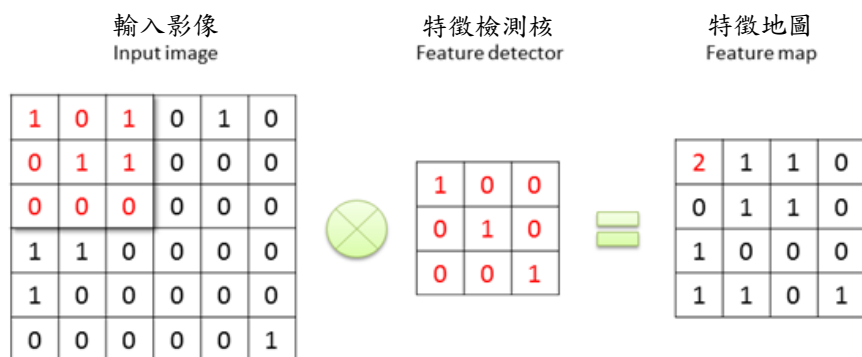 輸入影像 特徵檢測核 特徵地圖
Input image Feature detector Feature map
1 0 1 0 1 0
0 1 1 0 0 0
0 0 0 0 0 0
1 1 0 0 0 0
1 0 0 0 0 0
0 0 0 0 0 1
1 0 0
0 1 0
0 0 1
2 1 1 0
0 1 1 0
1 0 0 0
1 1 0 1